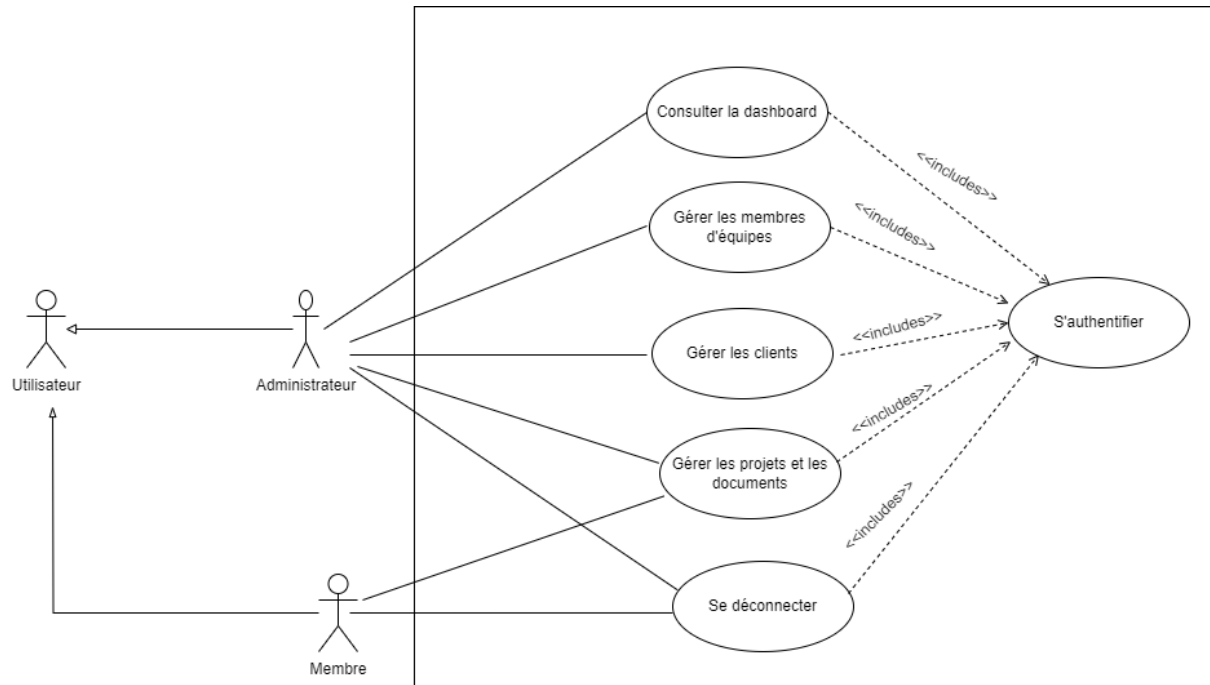 Consulter la dashboard
<<includes>>
Gérer les membres
d'équipes
<<includes>>
S'authentifier
Gérer les clients
<<includes>>
Utilisateur
Administrateur
Gérer les projets et les
documents
<<includes>>
<<includes>>
Se déconnecter
Membre